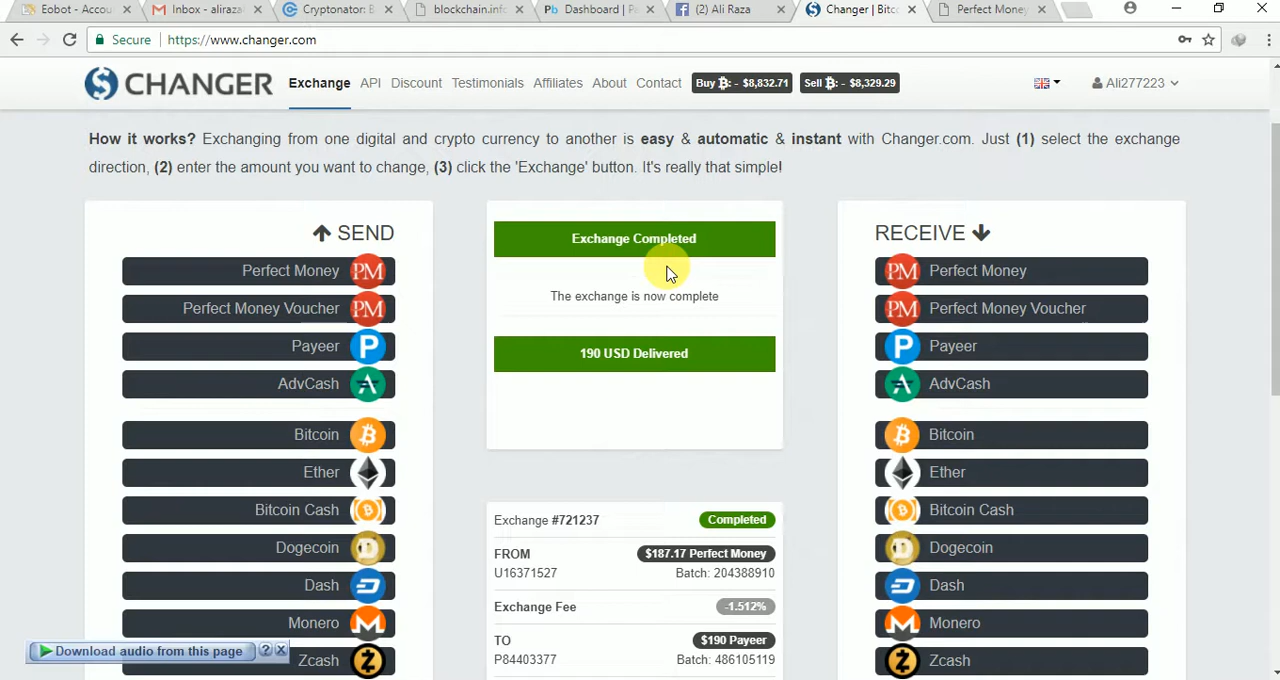 Eobot - Accou
Inbox - aliraza
Cryptonator: B
blockchain.info
Dashboard | Pa
(2) Ali Raza
Changer | Bitc
Perfect Money
Secure
https://www.changer.com
CHANGER
Exchange
API
Discount
Testimonials
Affiliates
About
Contact
Buy ₿: - $8,832.71
Sell ₿: - $8,329.29
Ali277223
How it works? Exchanging from one digital and crypto currency to another is easy & automatic & instant with Changer.com. Just (1) select the exchange
direction, (2) enter the amount you want to change, (3) click the 'Exchange' button. It's really that simple!
SEND
Perfect Money PM
Perfect Money Voucher PM
Payeer P
AdvCash
Bitcoin
Ether
Bitcoin Cash
Dogecoin
Dash
Monero
Zcash
Exchange Completed
The exchange is now complete
190 USD Delivered
Exchange #721237 Completed
FROM $187.17 Perfect Money
U16371527 Batch: 204388910
Exchange Fee -1.512%
TO $190 Payeer
P84403377 Batch: 486105119
RECEIVE
PM Perfect Money
PM Perfect Money Voucher
P Payeer
AdvCash
Bitcoin
Ether
Bitcoin Cash
Dogecoin
Dash
Monero
Zcash
Download audio from this page ?